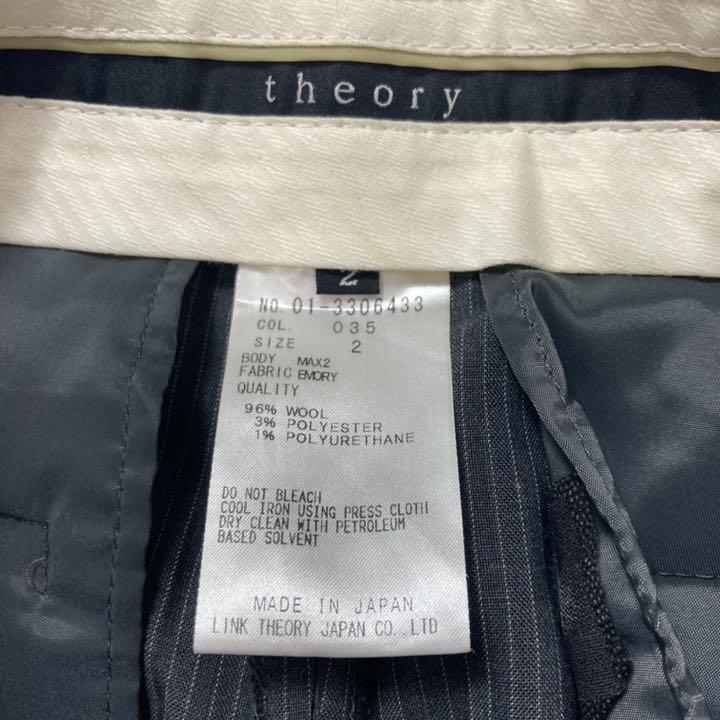 theory
2
NO. 01-3306433
COL. 035
SIZE 2
BODY MAX2
FABRIC EMORY
QUALITY
96% WOOL
3% POLYESTER
1% POLYURETHANE
DO NOT BLEACH
COOL IRON USING PRESS CLOTH
DRY CLEAN WITH PETROLEUM
BASED SOLVENT
MADE IN JAPAN
LINK THEORY JAPAN CO.,LTD